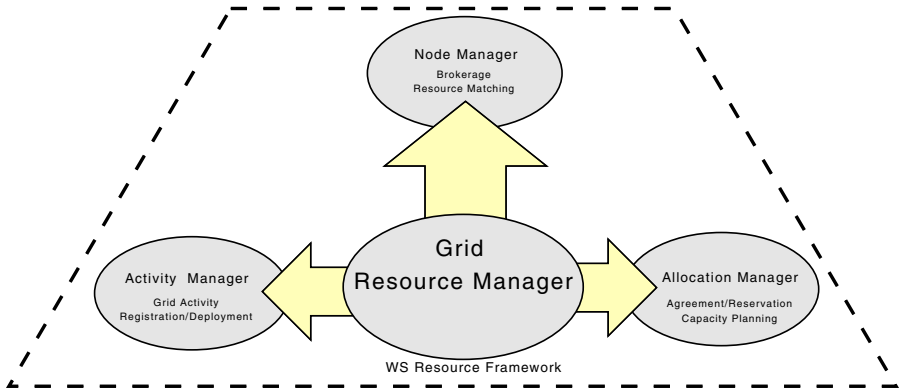 Node Manager
Brokerage
Resource Matching
Grid
Resource Manager
Activity Manager
Grid Activity
Registration/Deployment
Allocation Manager
Agreement/Reservation
Capacity Planning
WS Resource Framework